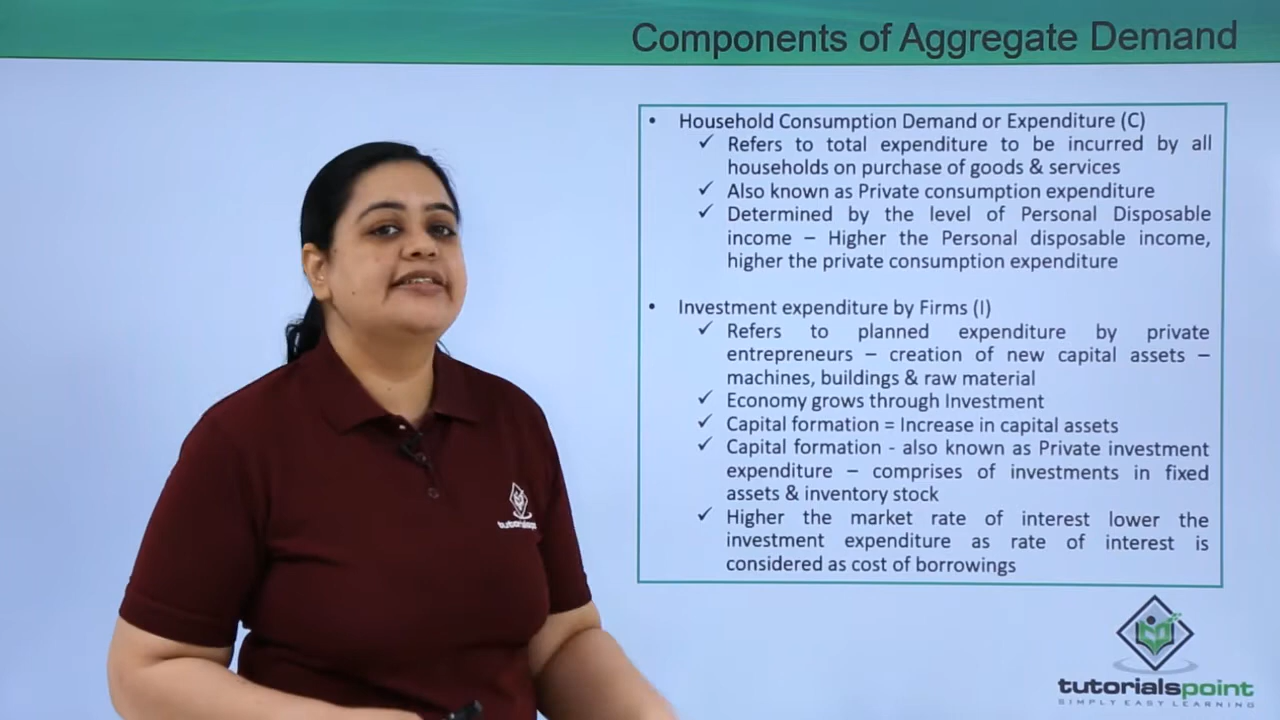 Components of Aggregate Demand
• Household Consumption Demand or Expenditure (C)
✓ Refers to total expenditure to be incurred by all
households on purchase of goods & services
✓ Also known as Private consumption expenditure
✓ Determined by the level of Personal Disposable
income – Higher the Personal disposable income,
higher the private consumption expenditure
• Investment expenditure by Firms (I)
✓ Refers to planned expenditure by private
entrepreneurs – creation of new capital assets –
machines, buildings & raw material
✓ Economy grows through Investment
✓ Capital formation = Increase in capital assets
✓ Capital formation - also known as Private investment
expenditure – comprises of investments in fixed
assets & inventory stock
✓ Higher the market rate of interest lower the
investment expenditure as rate of interest is
considered as cost of borrowings
tutorialspoint
SIMPLY EASY LEARNING